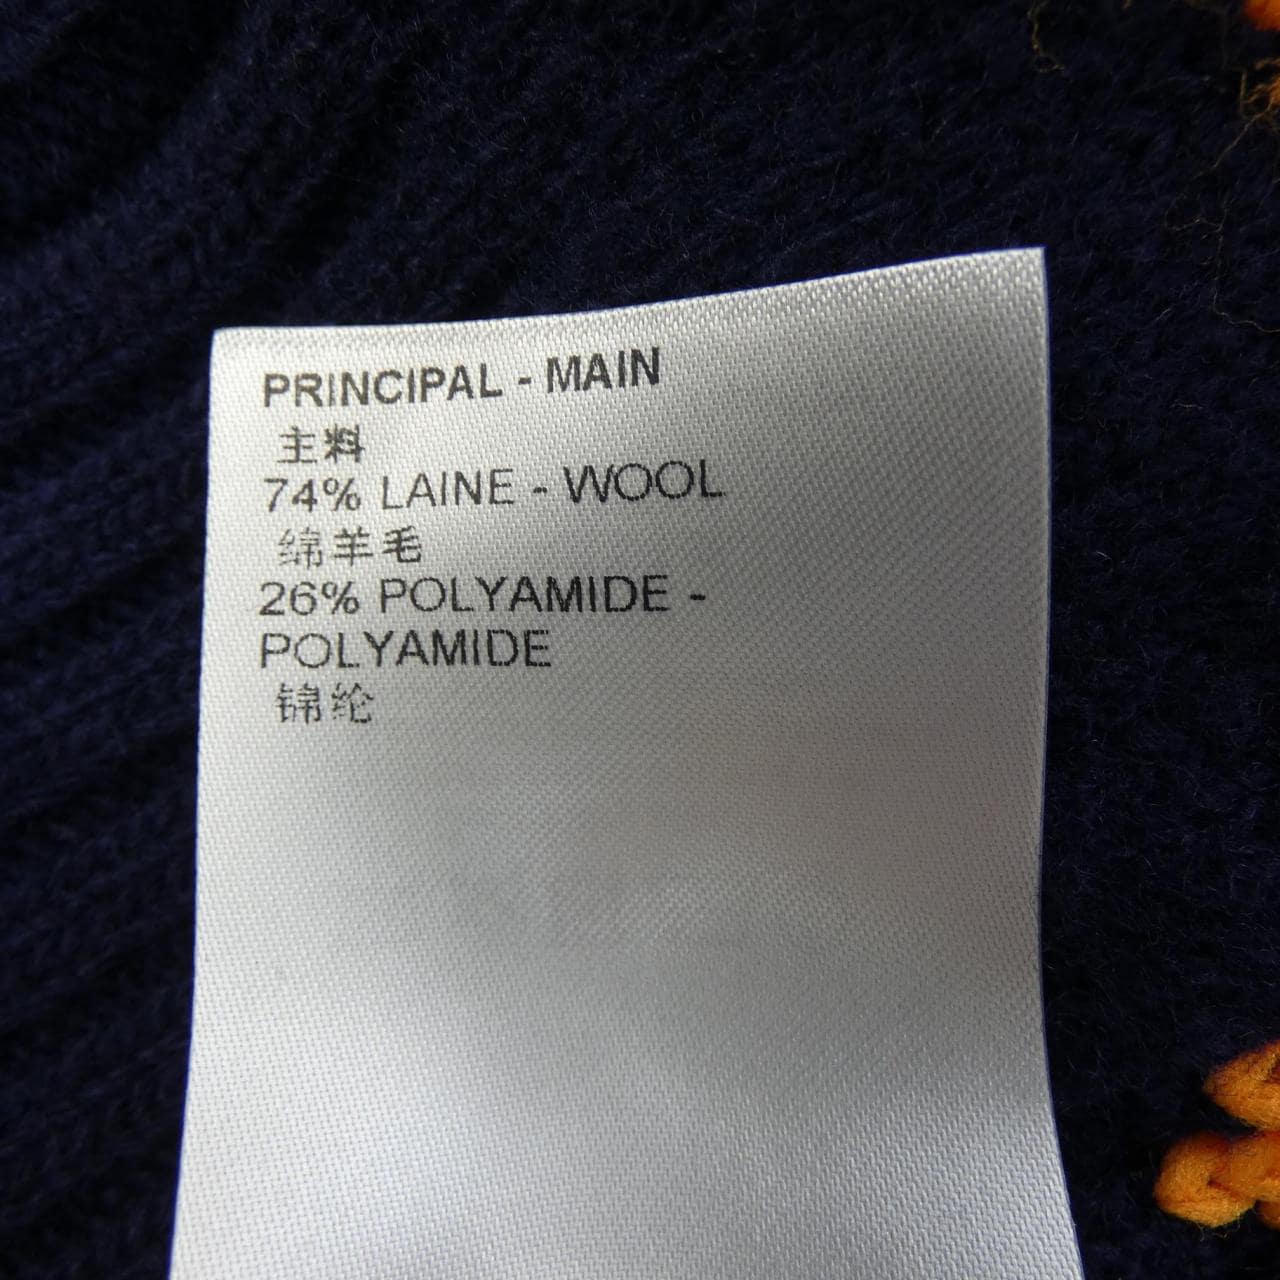 PRINCIPAL - MAIN
主料
74% LAINE - WOOL
绵羊毛
26% POLYAMIDE -
POLYAMIDE
锦纶